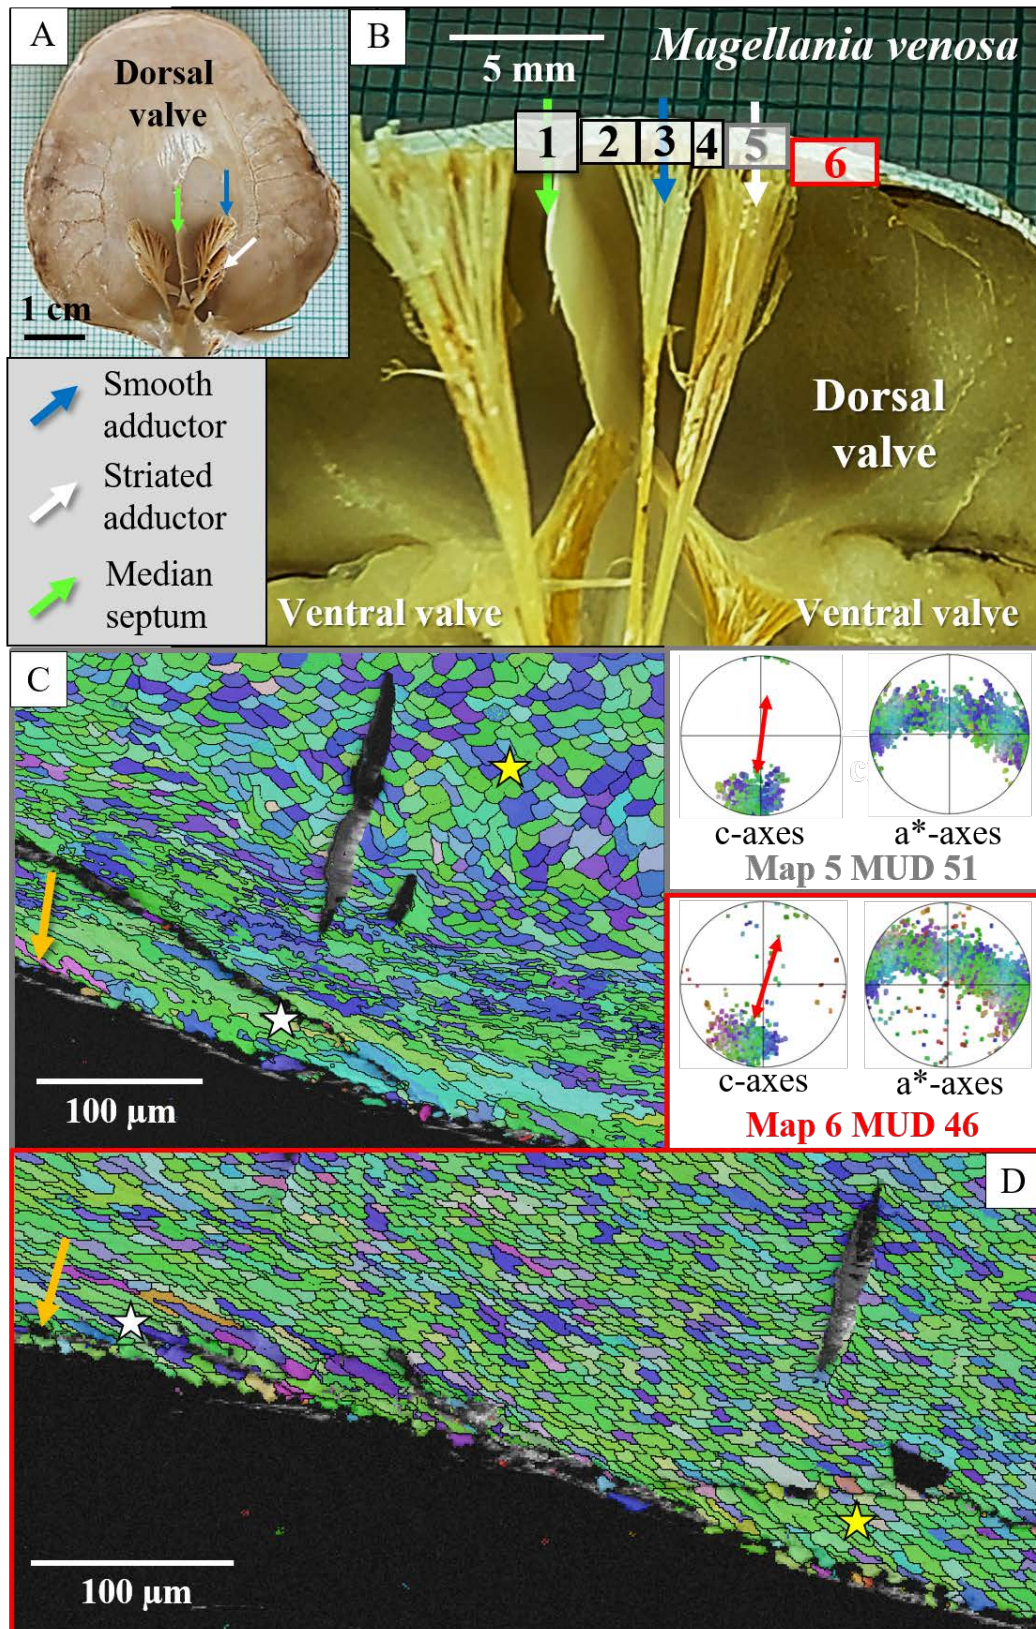 A
Dorsal
valve
1 cm
B
5 mm
Magellania venosa
1
2
3
4
5
6
Dorsal
valve
Ventral valve
Ventral valve
Smooth
adductor
Striated
adductor
Median
septum
C
100 µm
c-axes
a*-axes
Map 5 MUD 51
c-axes
a*-axes
Map 6 MUD 46
D
100 µm